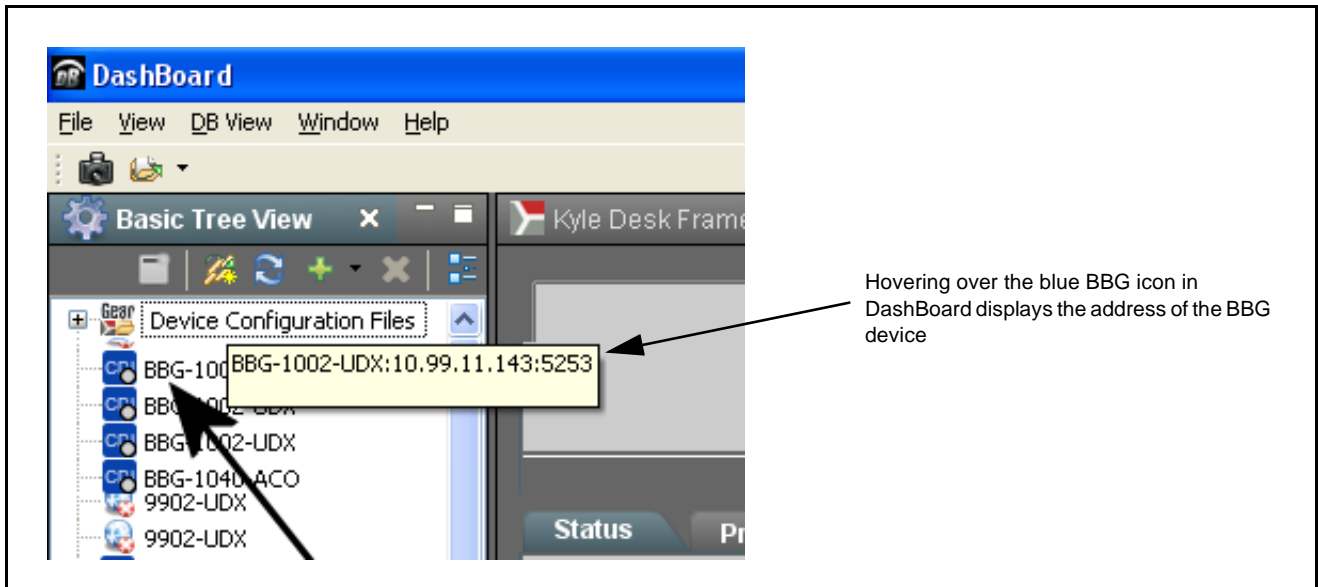 DashBoard
File View DB View Window Help
Basic Tree View
Kyle Desk Frame
Device Configuration Files
BBG-1002-UDX:10.99.11.143:5253
BBG-1002-UDX
BBG-1040-ACO
9902-UDX
9902-UDX
Status
Hovering over the blue BBG icon in
DashBoard displays the address of the BBG
device